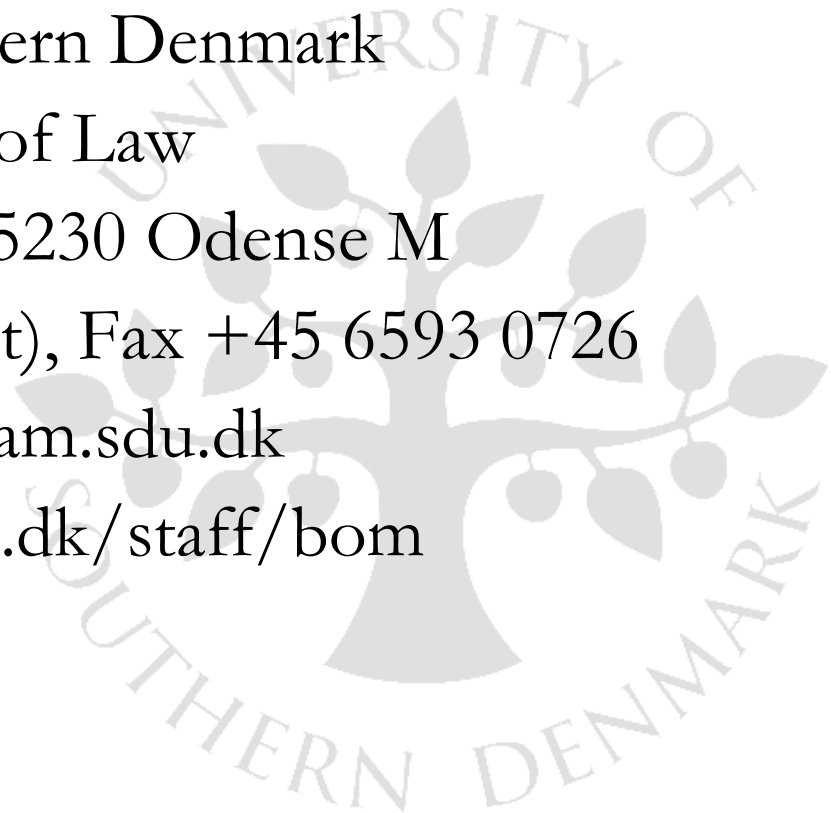 ern Denmark
of Law
5230 Odense M
t), Fax +45 6593 0726
am.sdu.dk
.dk/staff/bom
UNIVERSITY OF
SOUTHERN DENMARK